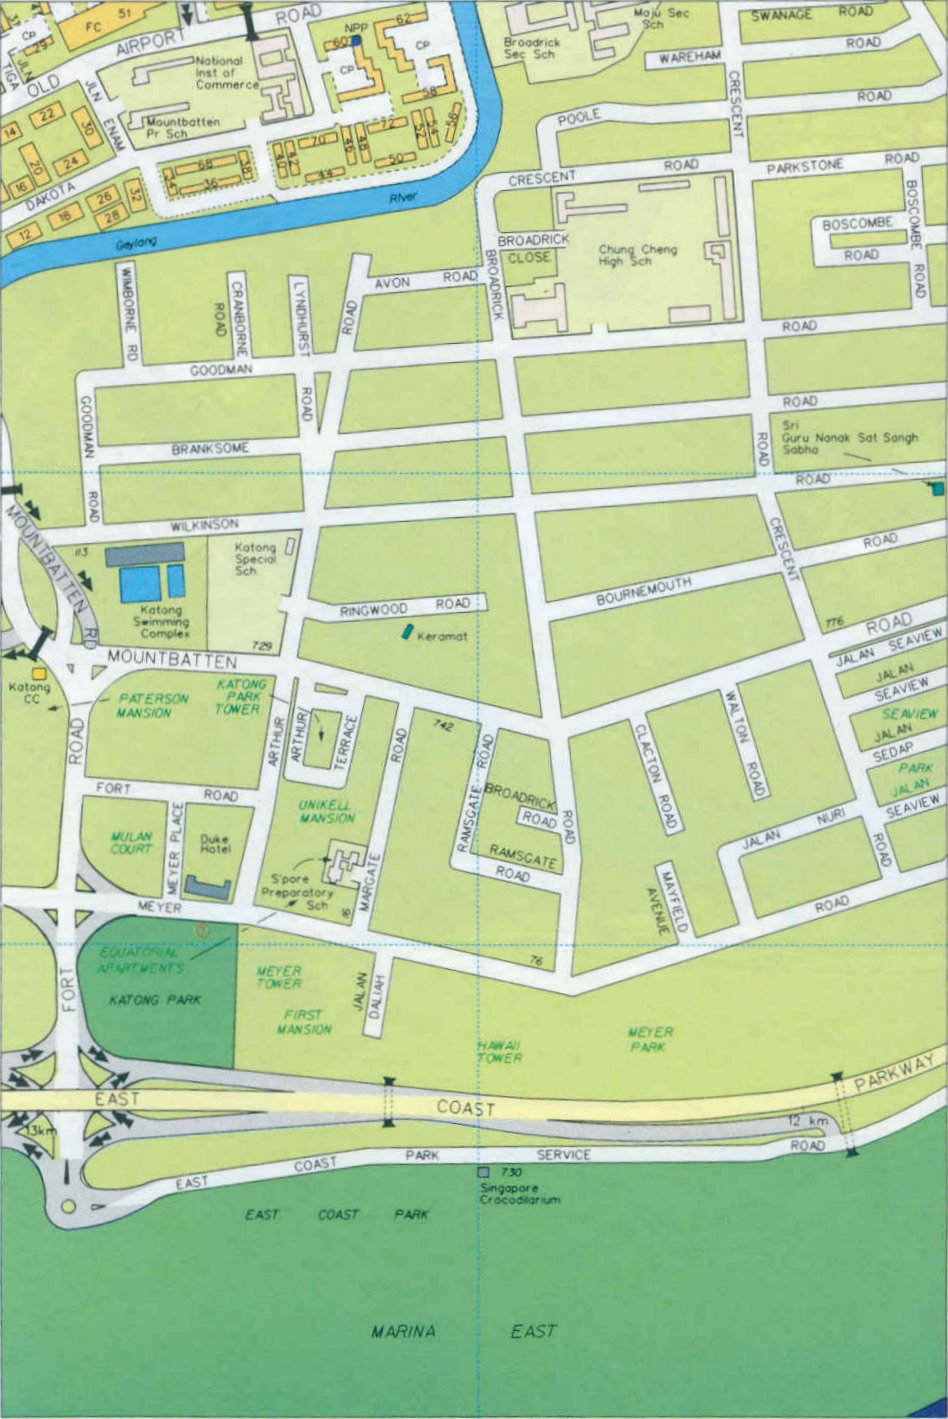 51
FC
CP
29
JLN
TIGA
OLD
AIRPORT
ROAD
NPP
60
62
CP
CP
58
National
Inst of
Commerce
Mountbatten
Pr Sch
JLN
ENAM
14
22
30
20
24
16
DAKOTA
18
26
28
32
12
34
68
36
38
40
42
70
44
46
48
72
50
52
54
56
Geylang
River
Broadrick
Sec Sch
Maju Sec
Sch
SWANAGE ROAD
WAREHAM
ROAD
CRESCENT
POOLE
ROAD
CRESCENT
ROAD
PARKSTONE
ROAD
BOSCOMBE
ROAD
BOSCOMBE
ROAD
BROADRICK
CLOSE
BROADRICK
Chung Cheng
High Sch
WIMBORNE RD
CRANBORNE
ROAD
LYNDHURST
ROAD
ROAD
AVON
ROAD
GOODMAN
ROAD
GOODMAN
ROAD
BRANKSOME
ROAD
ROAD
Sri
Guru Nanak Sat Sangh
Sabha
WILKINSON
ROAD
CRESCENT
MOUNTBATTEN RD
113
Katong
Special
Sch
Katong
Swimming
Complex
RINGWOOD ROAD
Keramat
BOURNEMOUTH
ROAD
729
MOUNTBATTEN
776
ROAD
JALAN SEAVIEW
JALAN
SEAVIEW
SEAVIEW
JALAN
SEDAP
PARK
JALAN
SEAVIEW
Katong
CC
PATERSON
MANSION
KATONG
PARK
TOWER
ARTHUR
ARTHUR/
TERRACE
ROAD
742
ROAD
RAMSGATE
BROADRICK
ROAD
ROAD
RAMSGATE
ROAD
CLACTON ROAD
WALTON
ROAD
JALAN NURI
ROAD
ROAD
FORT
ROAD
MEYER PLACE
MULAN
COURT
Duke
Hotel
UNIKELL
MANSION
S'pore
Preparatory
Sch
16
MARGATE
MAYFIELD
AVENUE
ROAD
MEYER
76
EQUATORIAL
APARTMENTS
KATONG PARK
FORT
MEYER
TOWER
FIRST
MANSION
JALAN
DALIAH
HAWAII
TOWER
MEYER
PARK
EAST
COAST
PARKWAY
13km
12 km
EAST
COAST
PARK
SERVICE
ROAD
730
Singapore
Crocodilarium
EAST COAST PARK
MARINA EAST